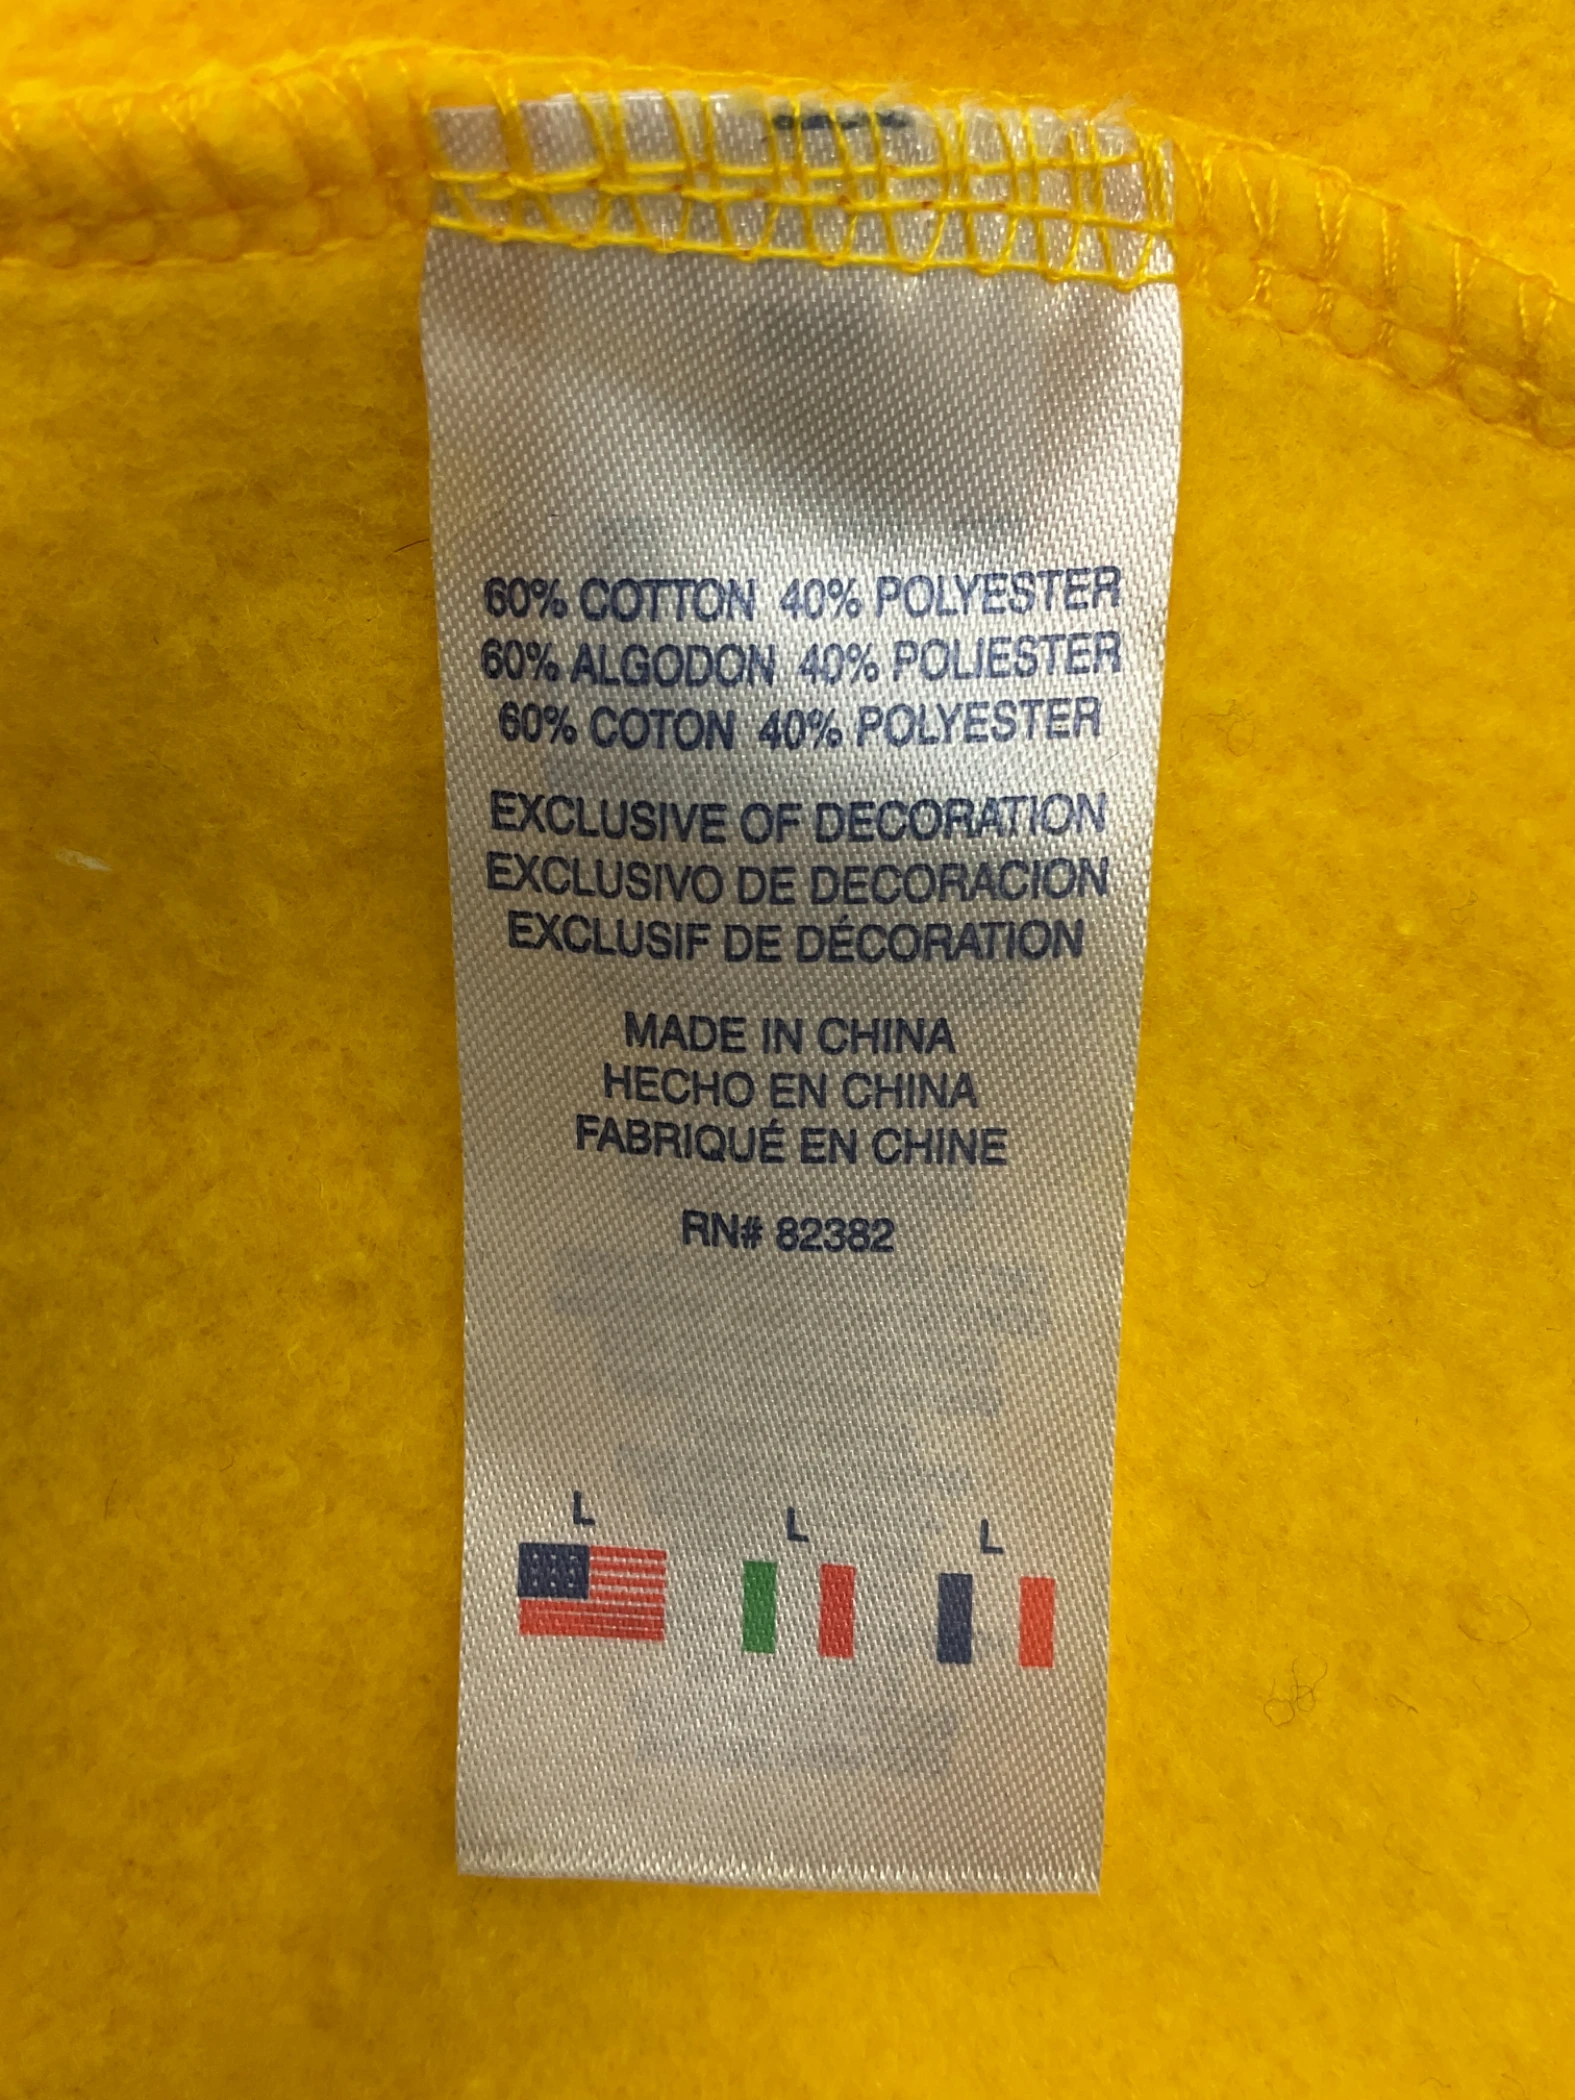 60% COTTON 40% POLYESTER
60% ALGODON 40% POLIESTER
60% COTON 40% POLYESTER
EXCLUSIVE OF DECORATION
EXCLUSIVO DE DECORACION
EXCLUSIF DE DÉCORATION
MADE IN CHINA
HECHO EN CHINA
FABRIQUÉ EN CHINE
RN# 82382
L L L